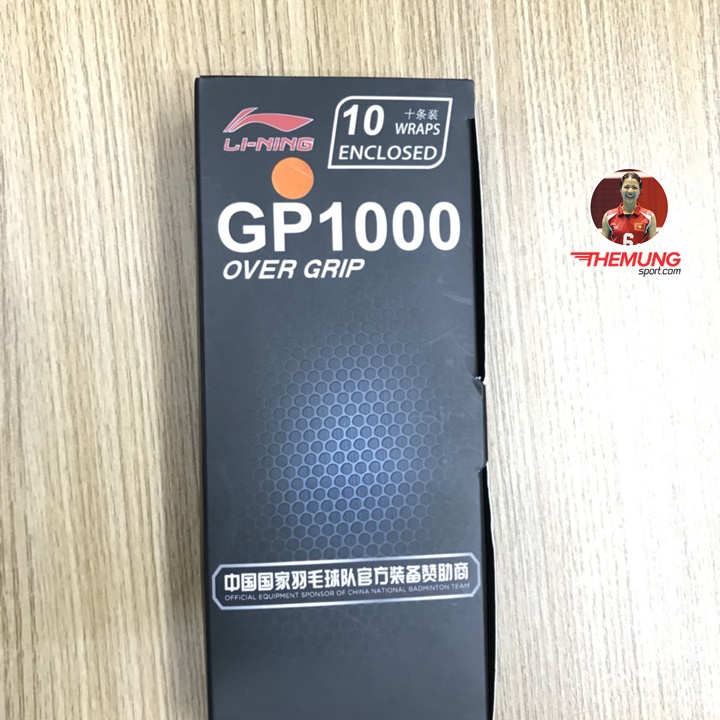 LI-NING
10 十条装
WRAPS
ENCLOSED
GP1000
OVER GRIP
6
THEMUNG
sport.com
中国国家羽毛球队官方装备赞助商
OFFICIAL EQUIPMENT SPONSOR OF CHINA NATIONAL BADMINTON TEAM